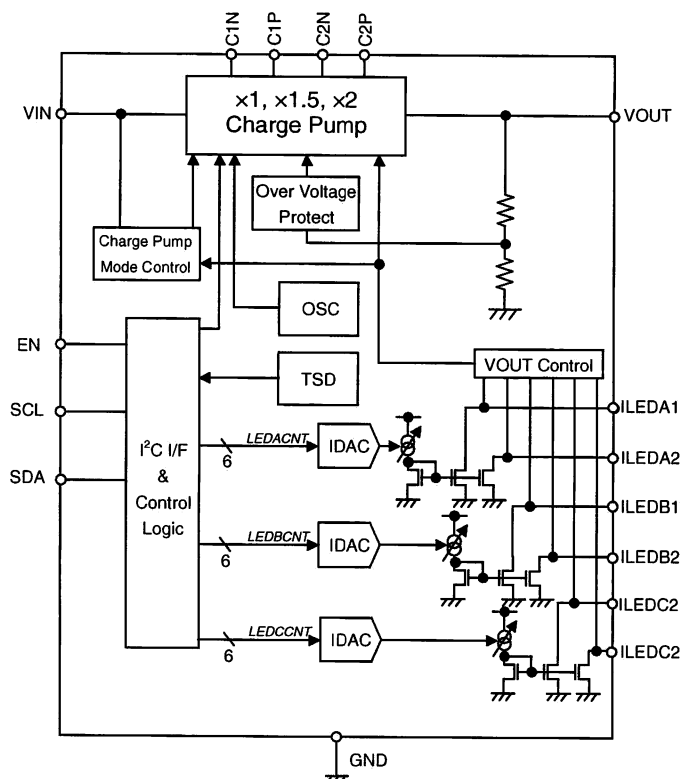 C1N C1P C2N C2P
×1, ×1.5, ×2
Charge Pump
VIN
VOUT
Over Voltage
Protect
Charge Pump
Mode Control
OSC
EN
VOUT Control
TSD
SCL
ILEDA1
I²C I/F
&
Control
Logic
6
LEDACNT
IDAC
ILEDA2
SDA
ILEDB1
6
LEDBCNT
IDAC
ILEDB2
ILEDC2
6
LEDCCNT
IDAC
ILEDC2
GND